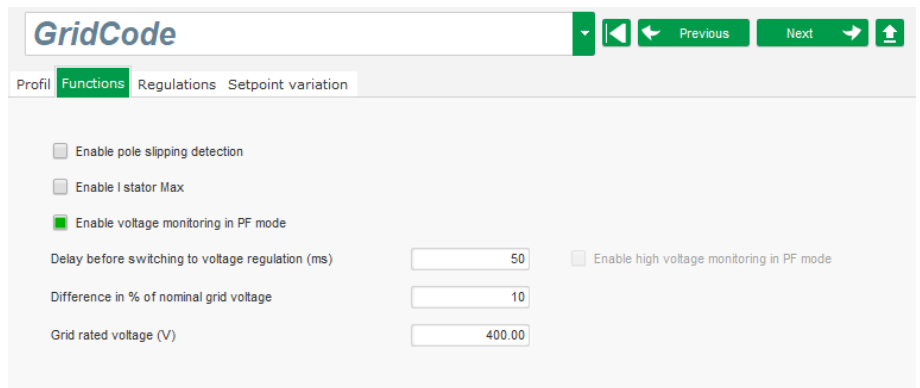 GridCode
Previous
Next
Profil Functions Regulations Setpoint variation
Enable pole slipping detection
Enable I stator Max
Enable voltage monitoring in PF mode
Delay before switching to voltage regulation (ms) 50 Enable high voltage monitoring in PF mode
Difference in % of nominal grid voltage 10
Grid rated voltage (V) 400.00